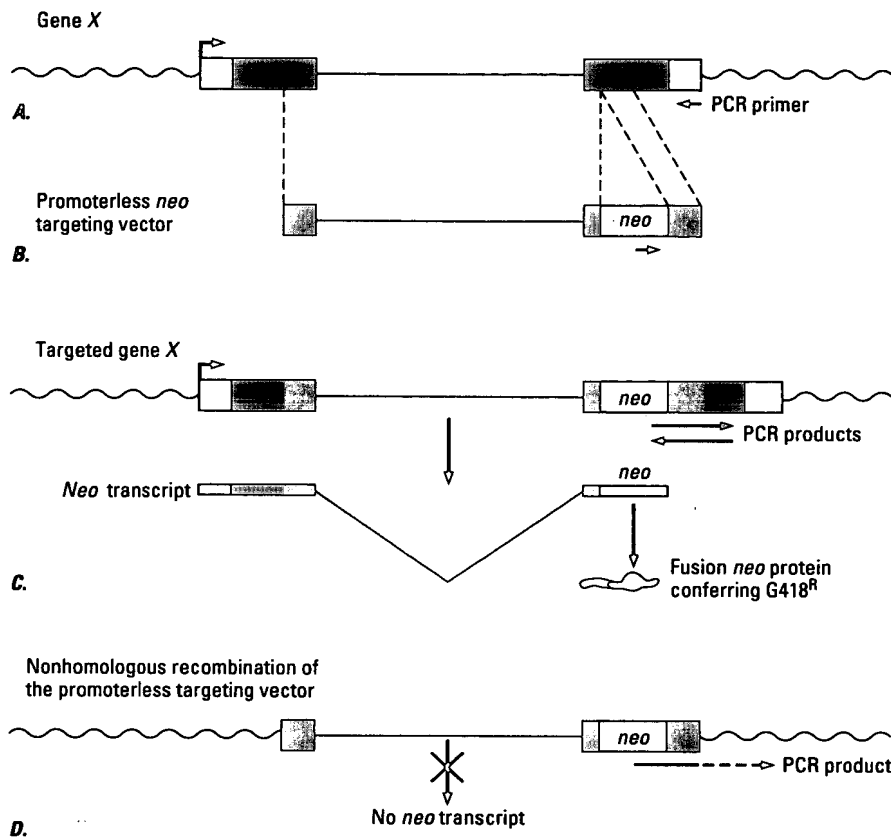 Gene X
A.
PCR primer
Promoterless neo
targeting vector
neo
B.
Targeted gene X
neo
PCR products
Neo transcript
neo
Fusion neo protein
conferring G418ᴿ
C.
Nonhomologous recombination of
the promoterless targeting vector
neo
PCR product
No neo transcript
D.